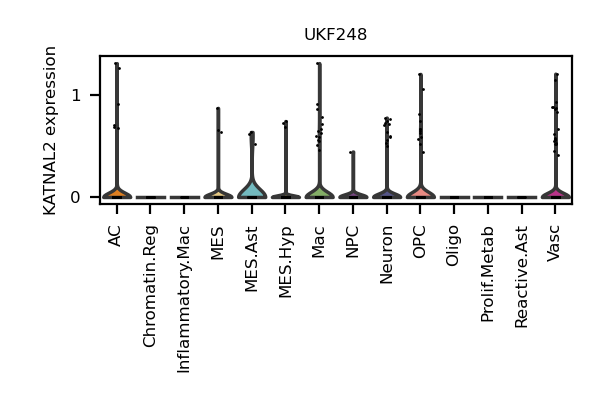 UKF248
KATNAL2 expression
1
0
AC
Chromatin.Reg
Inflammatory.Mac
MES
MES.Ast
MES.Hyp
Mac
NPC
Neuron
OPC
Oligo
Prolif.Metab
Reactive.Ast
Vasc